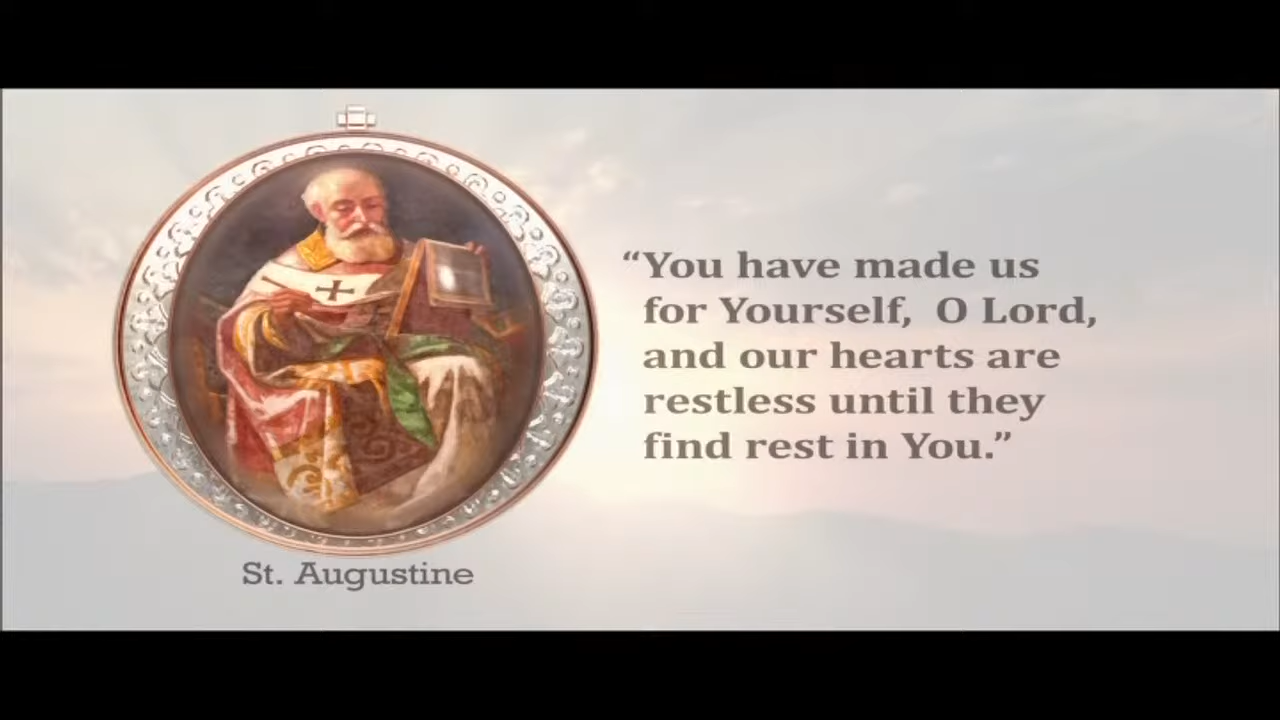 “You have made us
for Yourself, O Lord,
and our hearts are
restless until they
find rest in You.”
St. Augustine